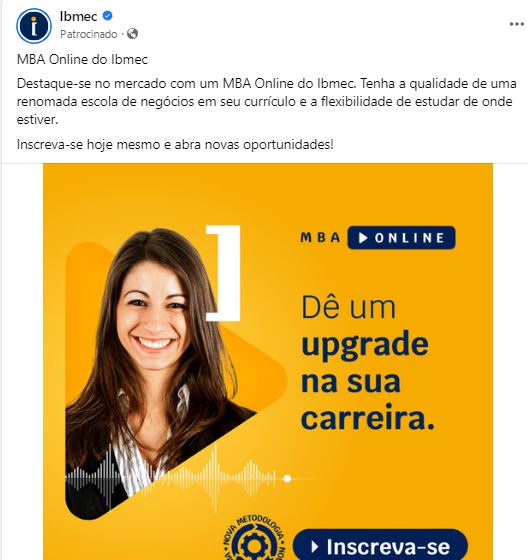 Ibmec
Patrocinado ·
MBA Online do Ibmec
Destaque-se no mercado com um MBA Online do Ibmec. Tenha a qualidade de uma
renomada escola de negócios em seu currículo e a flexibilidade de estudar de onde
estiver.
Inscreva-se hoje mesmo e abra novas oportunidades!
MBA ONLINE
Dê um
upgrade
na sua
carreira.
NOVA METODOLOGIA
Inscreva-se